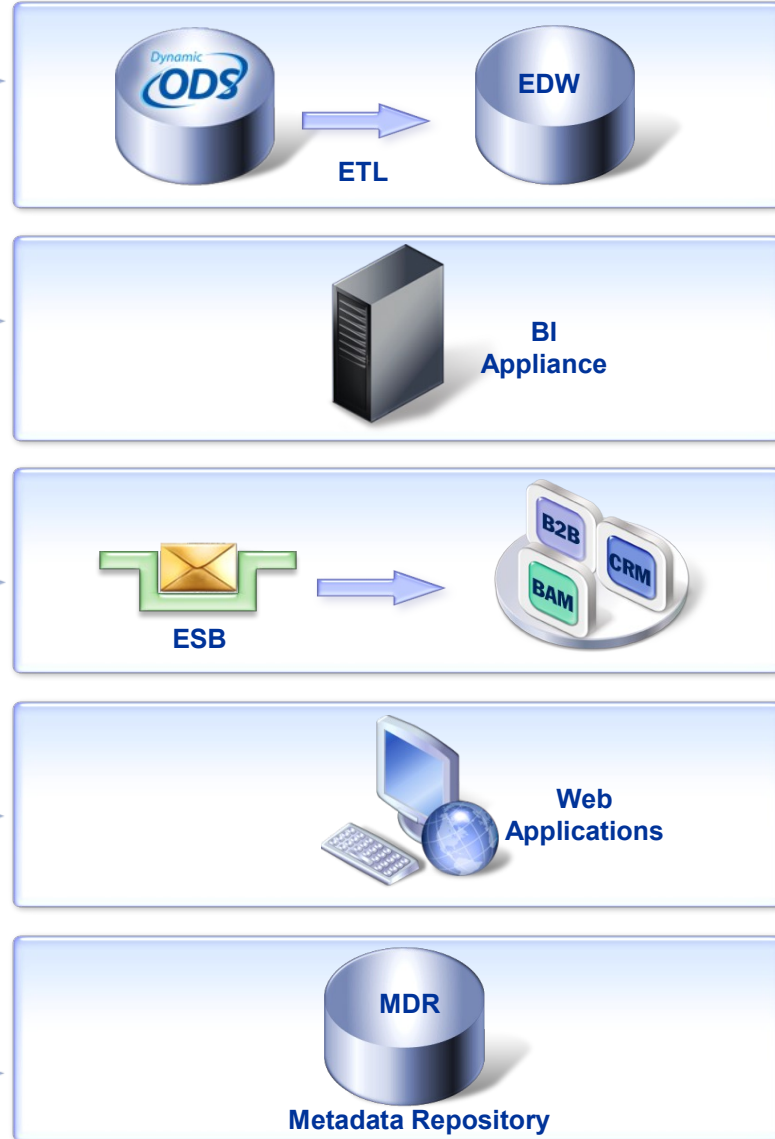 Dynamic
ODS
EDW
ETL
BI
Appliance
B2B
CRM
BAM
ESB
Web
Applications
MDR
Metadata Repository